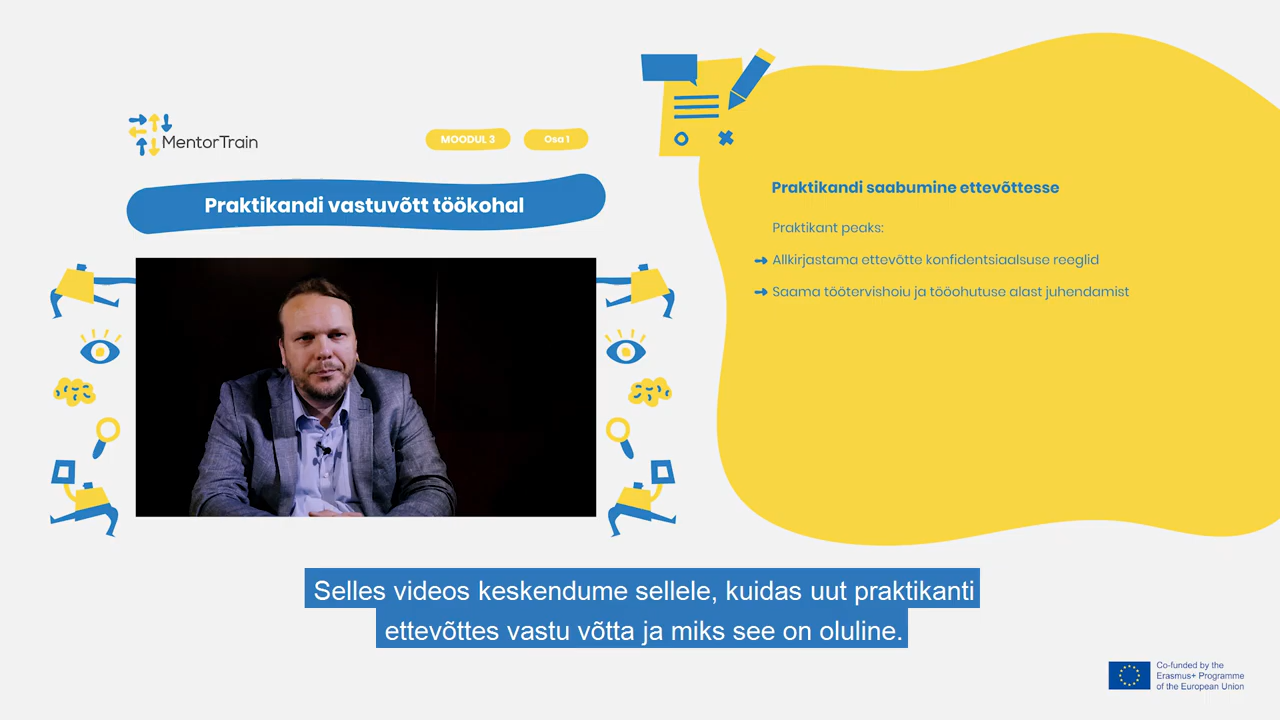 MentorTrain
MOODUL 3
Osa 1
Praktikandi vastuvõtt töökohal
Praktikandi saabumine ettevõttesse
Praktikant peaks:
Allkirjastama ettevõtte konfidentsiaalsuse reeglid
Saama töötervishoiu ja tööohutuse alast juhendamist
Selles videos keskendume sellele, kuidas uut praktikanti
ettevõttes vastu võtta ja miks see on oluline.
Co-funded by the
Erasmus+ Programme
of the European Union